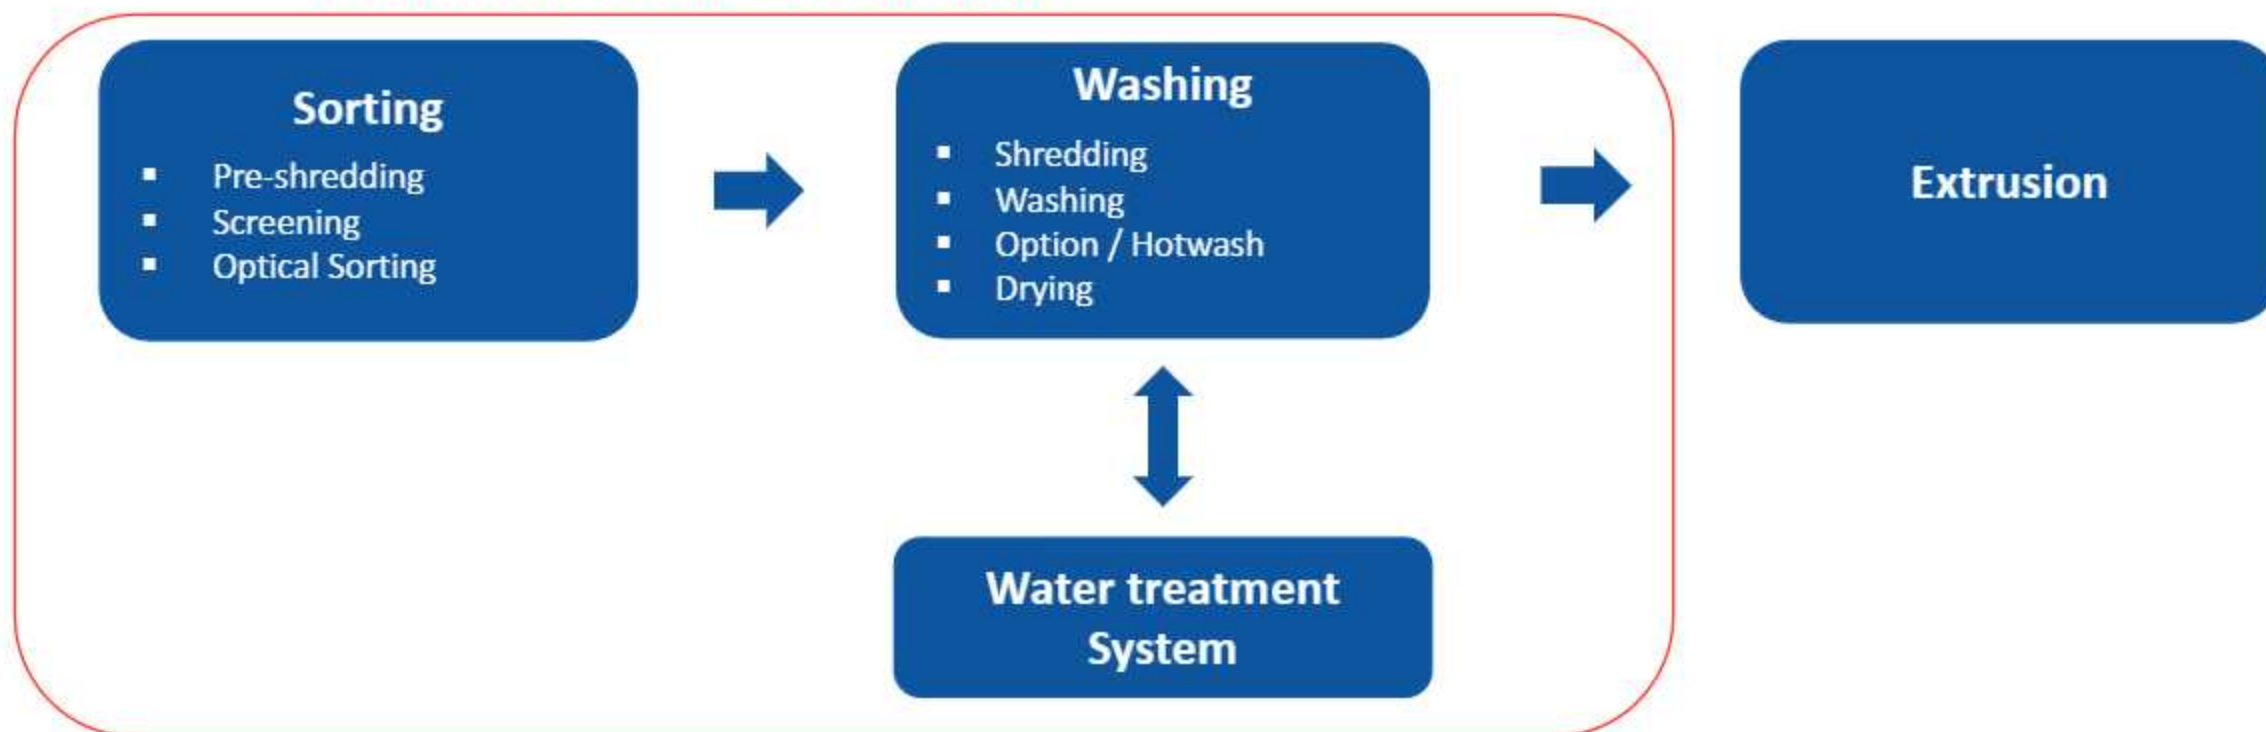 Sorting
▪ Pre-shredding
▪ Screening
▪ Optical Sorting
Washing
▪ Shredding
▪ Washing
▪ Option / Hotwash
▪ Drying
Extrusion
Water treatment
System